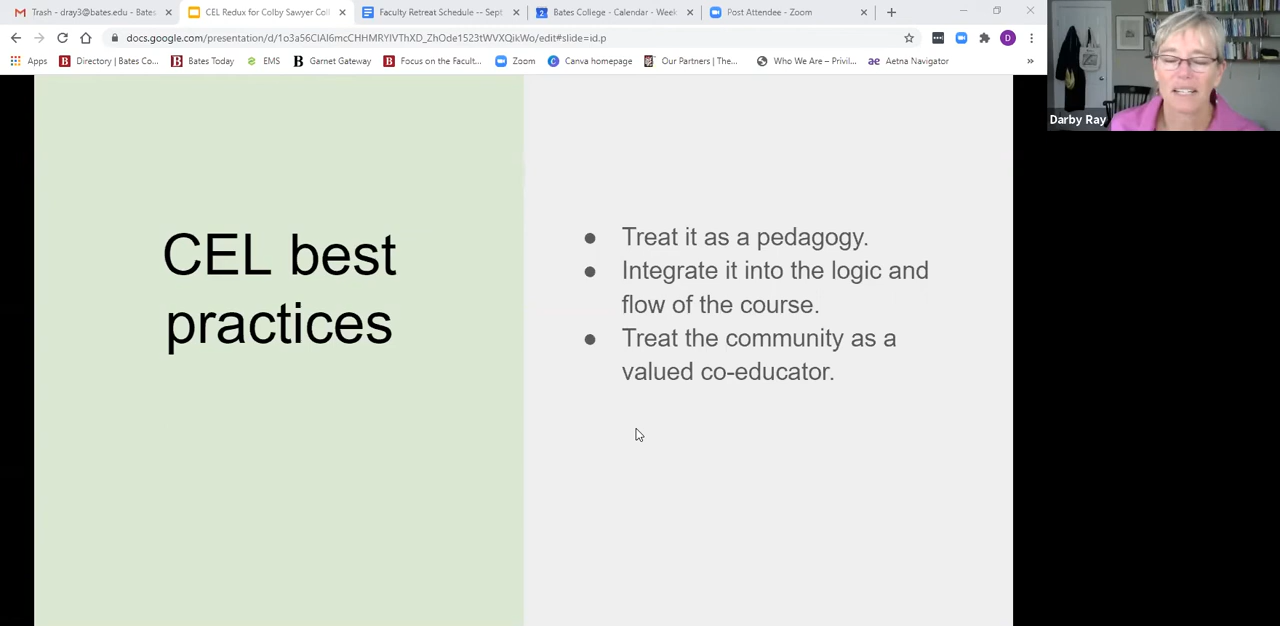 Trash - dray3@bates.edu - Bates
CEL Redux for Colby Sawyer Coll
Faculty Retreat Schedule -- Sept
2 Bates College - Calendar - Week
Post Attendee - Zoom
docs.google.com/presentation/d/1o3a56CIAI6mcCHHMRYIVThXD_ZhOde1523tWVXQikWo/edit#slide=id.p
D
Apps
B Directory | Bates Co...
B Bates Today
EMS
B Garnet Gateway
B Focus on the Facult...
Zoom
C Canva homepage
Our Partners | The...
Who We Are – Privil...
ae Aetna Navigator
»
Darby Ray
CEL best
practices
● Treat it as a pedagogy.
● Integrate it into the logic and
flow of the course.
● Treat the community as a
valued co-educator.